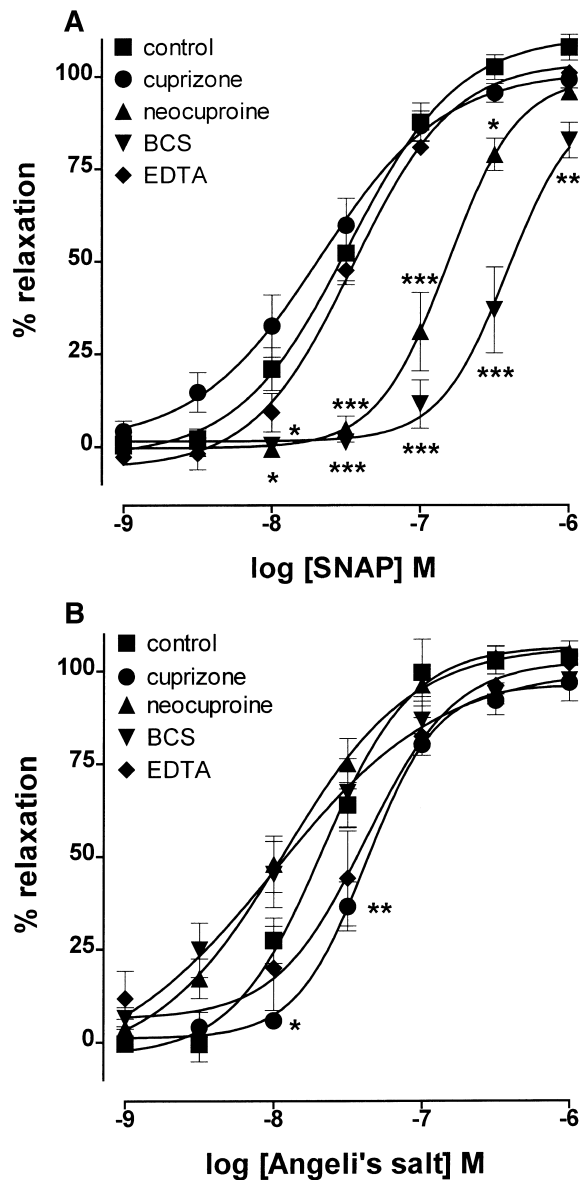 A
control
cuprizone
neocuproine
BCS
EDTA
100
75
50
25
0
% relaxation
*
**
***
***
***
*
***
***
*
-9
-8
-7
-6
log [SNAP] M
B
control
cuprizone
neocuproine
BCS
EDTA
100
75
50
25
0
% relaxation
**
*
-9
-8
-7
-6
log [Angeli's salt] M